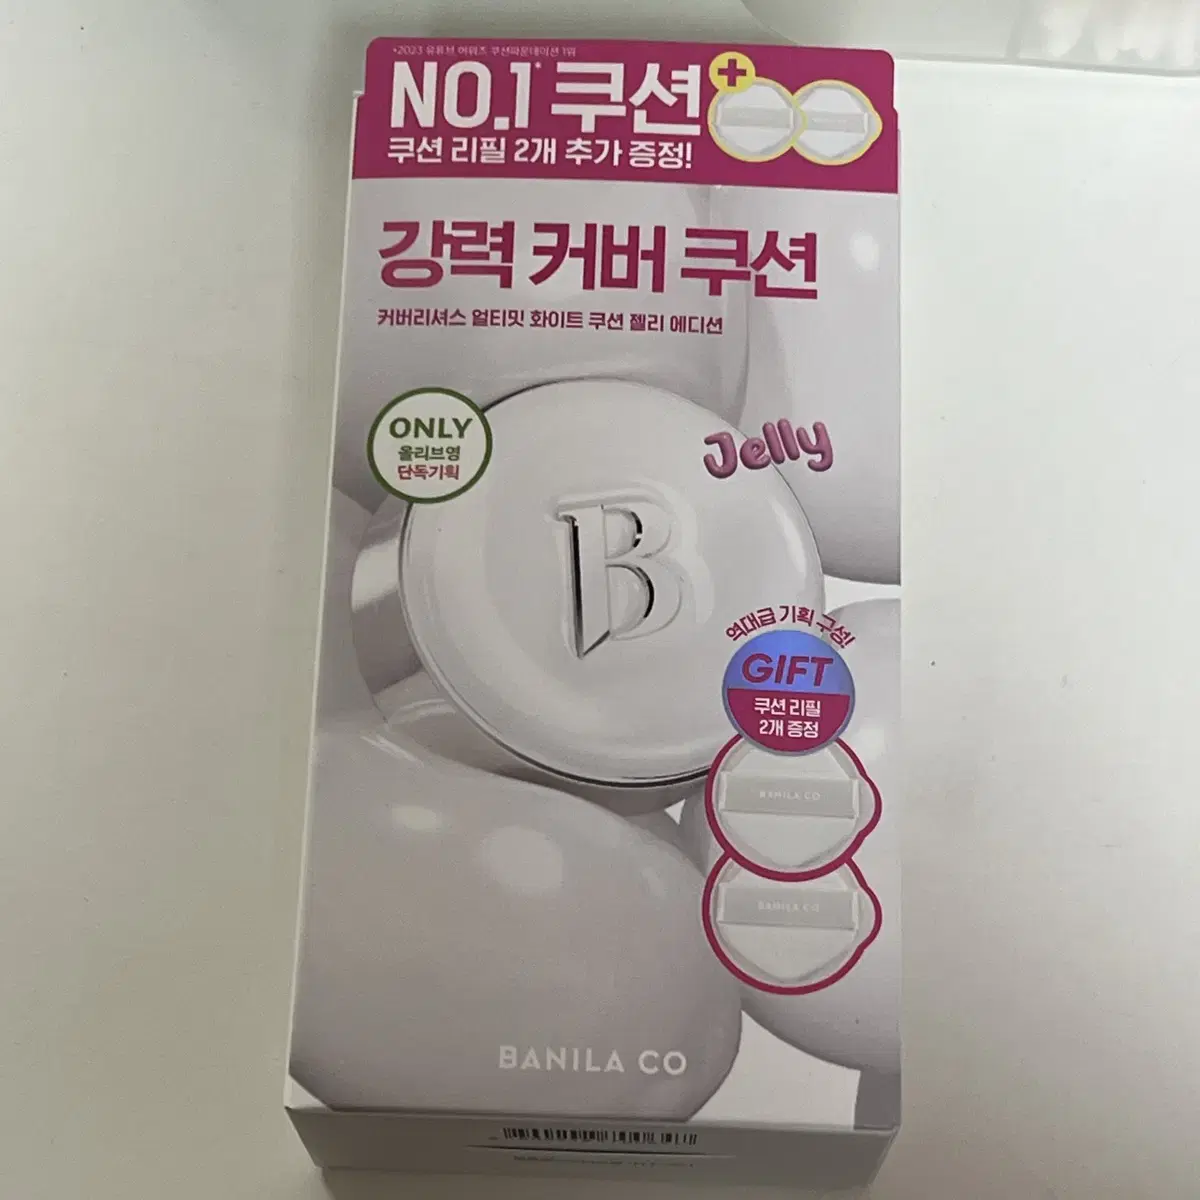 *2023 유튜브 어워즈 쿠션파운데이션 1위
NO.1* 쿠션
쿠션 리필 2개 추가 증정!
강력 커버 쿠션
커버리셔스 얼티밋 화이트 쿠션 젤리 에디션
ONLY
올리브영
단독기획
Jelly
B
역대급 기획 구성!
GIFT
쿠션 리필
2개 증정
BANILA CO
BANILA CO
BANILA CO